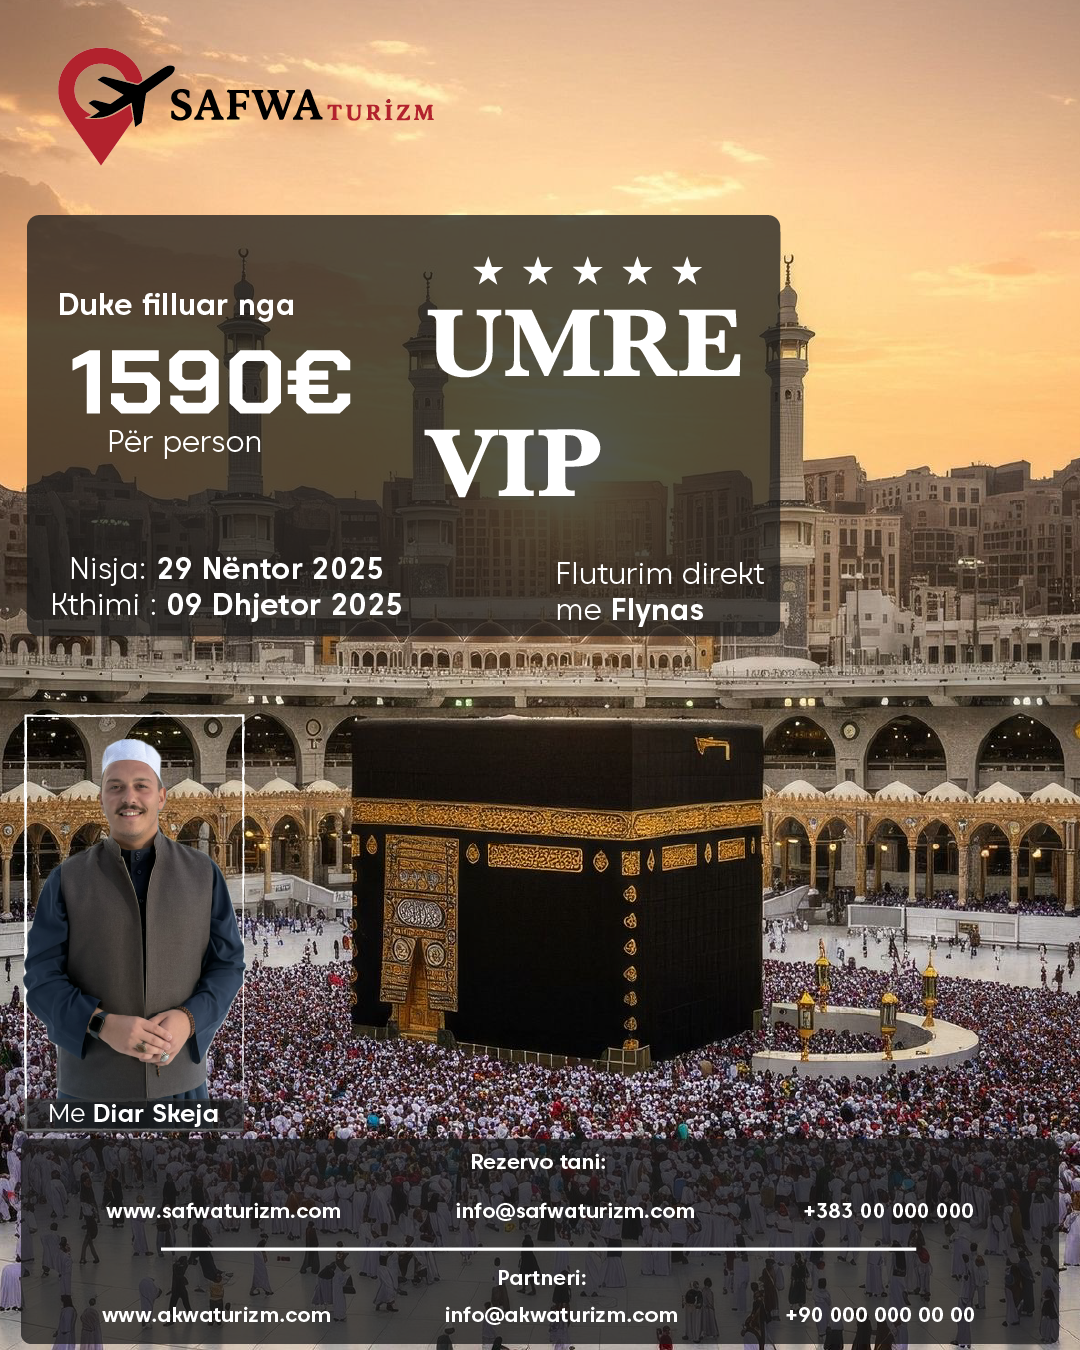 SAFWA TURİZM
Duke filluar nga
1590€
Për person
★ ★ ★ ★ ★
UMRE
VIP
Nisja: 29 Nëntor 2025
Kthimi : 09 Dhjetor 2025
Fluturim direkt
me Flynas
Me Diar Skeja
Rezervo tani:
www.safwaturizm.com info@safwaturizm.com +383 00 000 000
Partneri:
www.akwaturizm.com info@akwaturizm.com +90 000 000 00 00